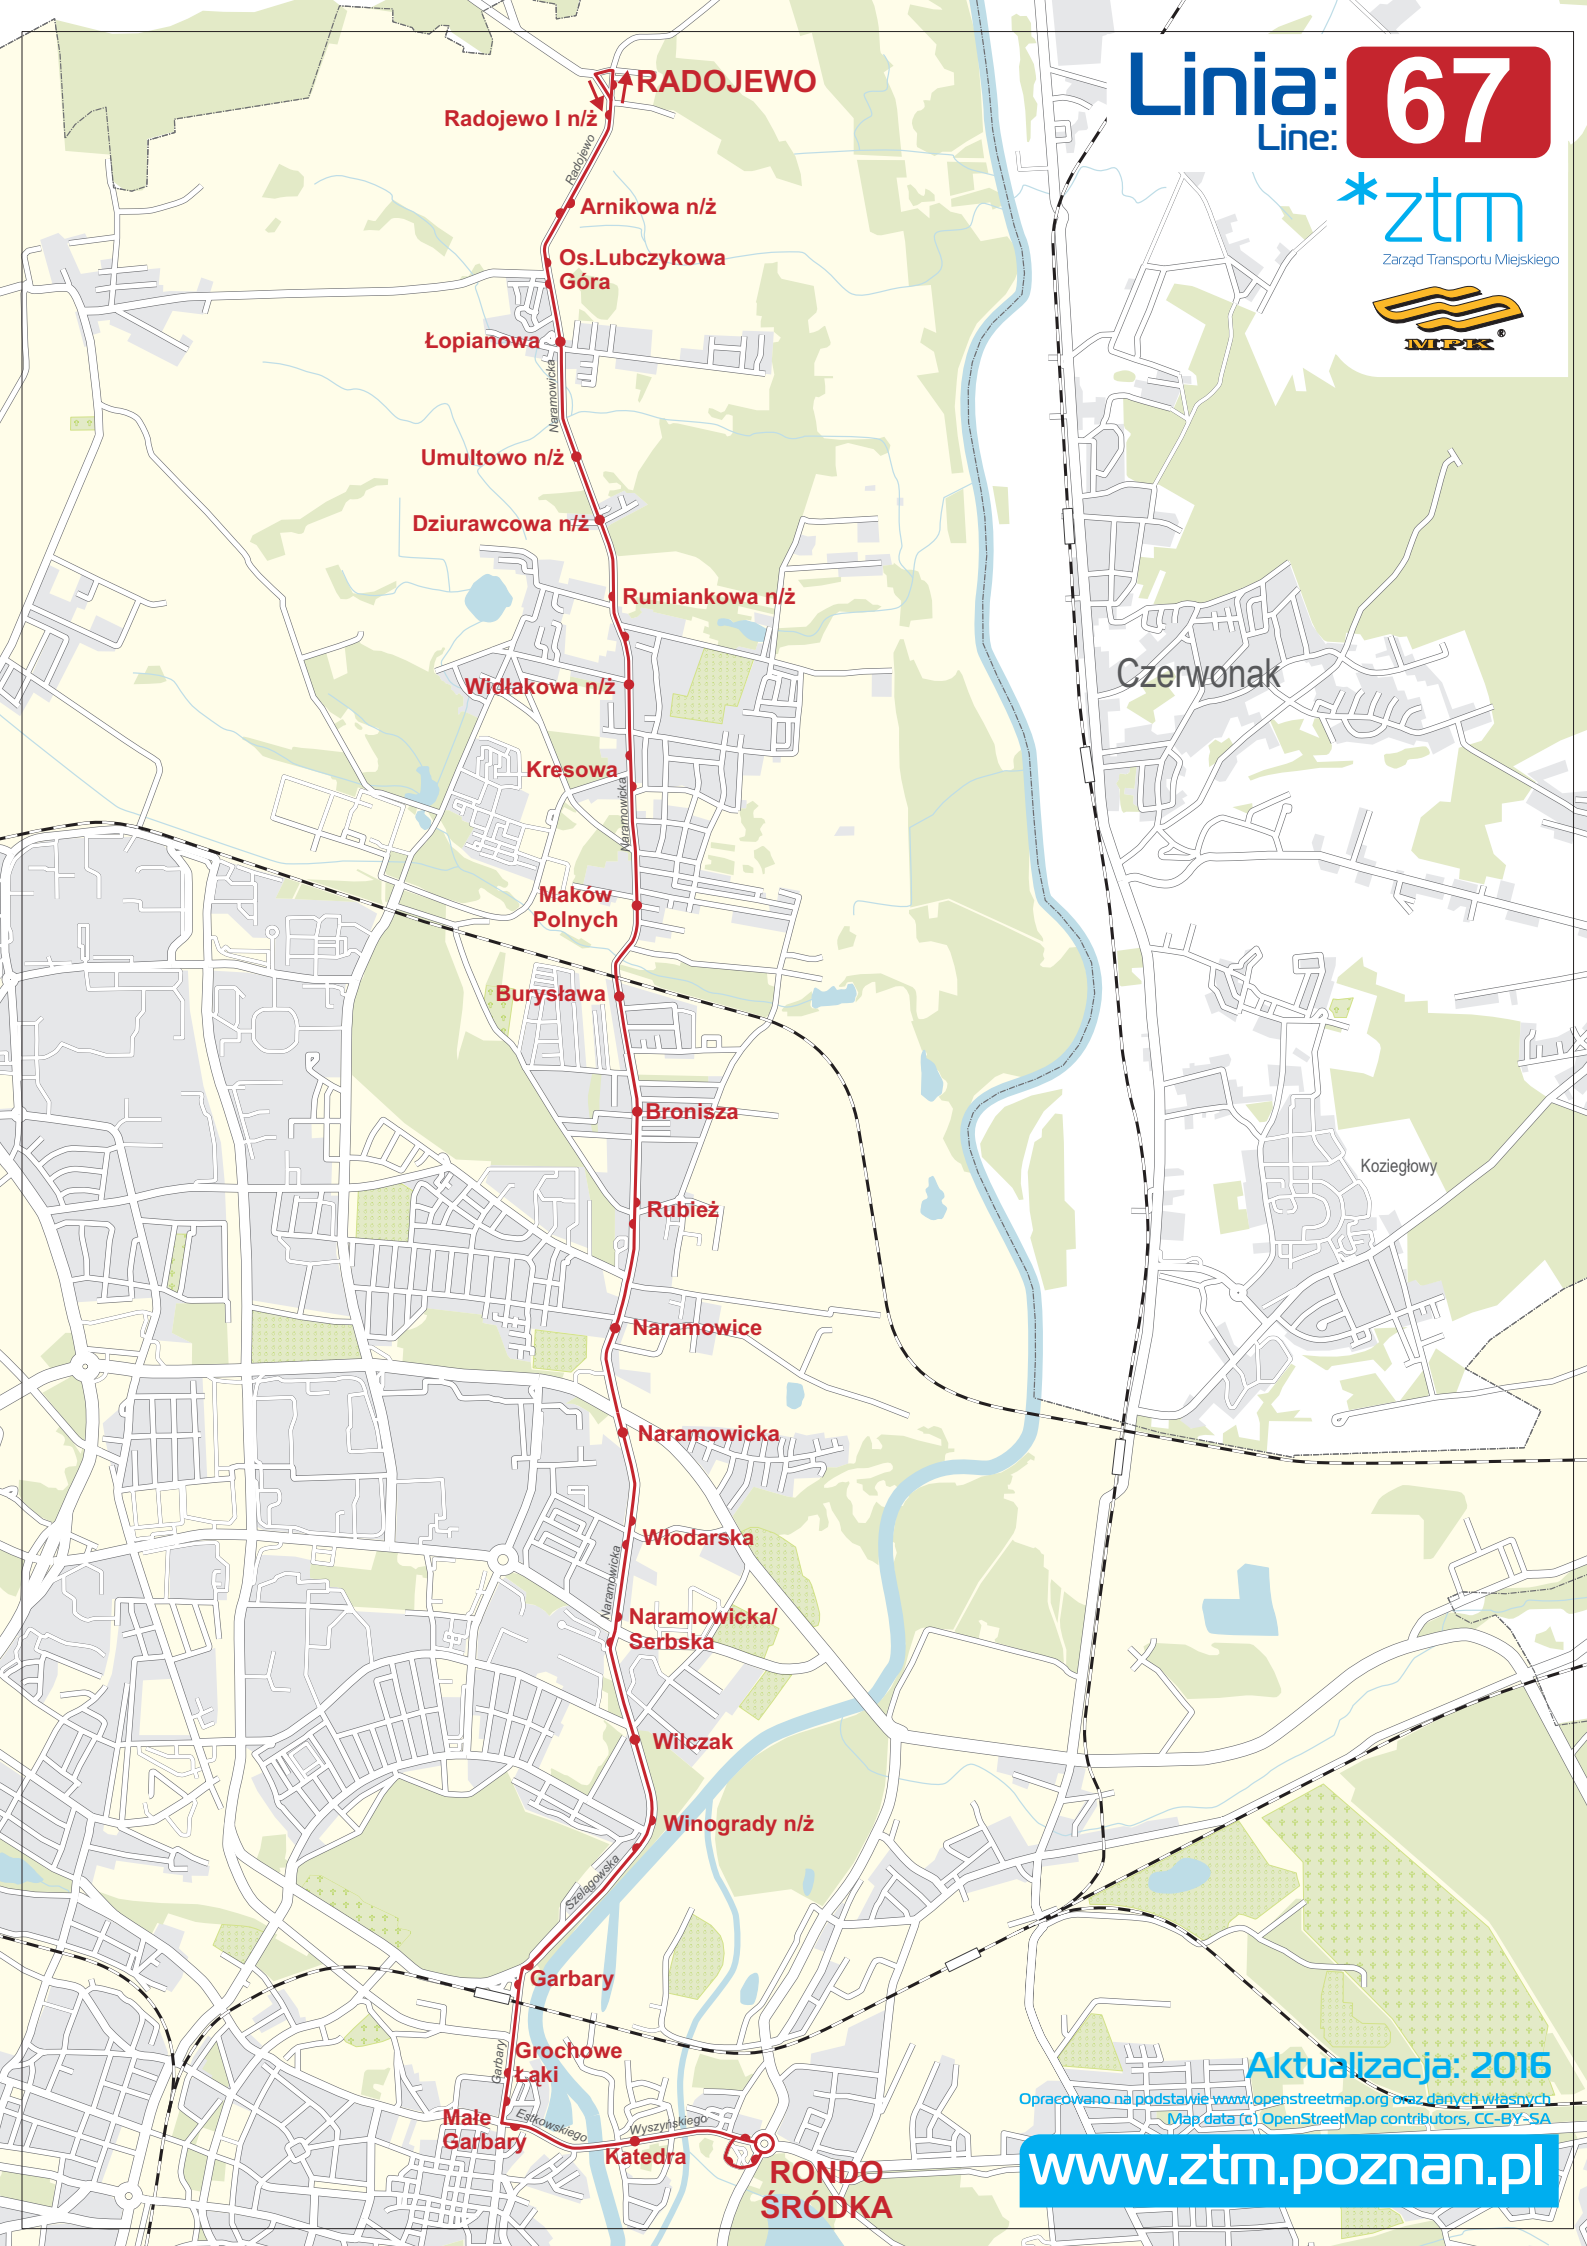 Linia:
Line:
67
*ztm
Zarząd Transportu Miejskiego
MPK®
RADOJEWO
Radojewo I n/ż
Radojewo
Arnikowa n/ż
Os.Lubczykowa
Góra
Łopianowa
Naramowicka
Umultowo n/ż
Dziurawcowa n/ż
Rumiankowa n/ż
Czerwonak
Widłakowa n/ż
Kresowa
Naramowicka
Maków
Polnych
Burysława
Bronisza
Koziegłowy
Rubież
Naramowice
Naramowicka
Włodarska
Naramowicka
Naramowicka/
Serbska
Wilczak
Winogrady n/ż
Szelągowska
Garbary
Garbary
Grochowe
Łąki
Małe
Garbary
Estkowskiego
Wyszyńskiego
Katedra
RONDO
ŚRÓDKA
Aktualizacja: 2016
Opracowano na podstawie www.openstreetmap.org oraz danych własnych
Map data (c) OpenStreetMap contributors, CC-BY-SA
www.ztm.poznan.pl